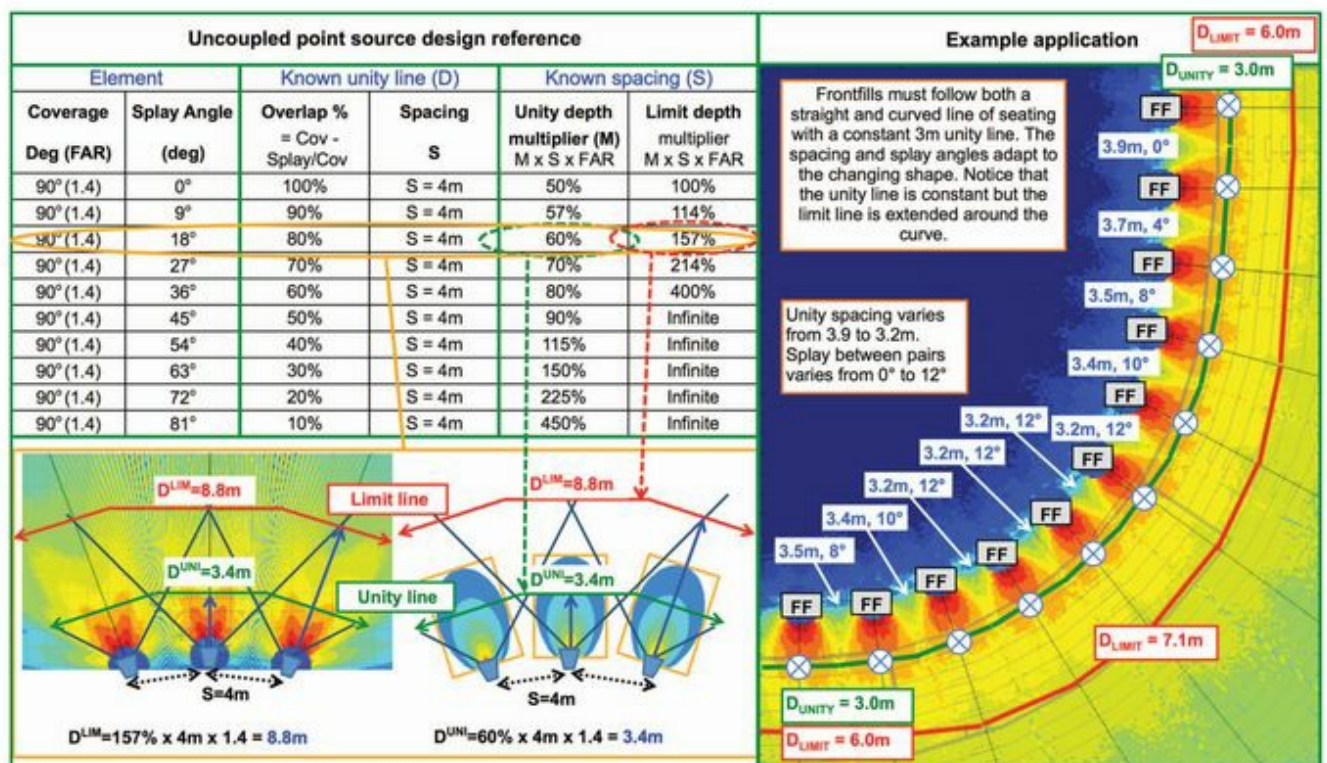 Uncoupled point source design reference
Element Known unity line (D) Known spacing (S)
Coverage Splay Angle Overlap % Spacing Unity depth Limit depth
= Cov - multiplier (M) multiplier
Deg (FAR) (deg) Splay/Cov S M x S x FAR M x S x FAR
90° (1.4) 0° 100% S = 4m 50% 100%
90° (1.4) 9° 90% S = 4m 57% 114%
90° (1.4) 18° 80% S = 4m 60% 157%
90° (1.4) 27° 70% S = 4m 70% 214%
90° (1.4) 36° 60% S = 4m 80% 400%
90° (1.4) 45° 50% S = 4m 90% Infinite
90° (1.4) 54° 40% S = 4m 115% Infinite
90° (1.4) 63° 30% S = 4m 150% Infinite
90° (1.4) 72° 20% S = 4m 225% Infinite
90° (1.4) 81° 10% S = 4m 450% Infinite
DLIM=8.8m
Limit line
DLIM=8.8m
DUNI=3.4m
Unity line
DUNI=3.4m
S=4m
S=4m
DLIM=157% x 4m x 1.4 = 8.8m
DUNI=60% x 4m x 1.4 = 3.4m
Example application
DLIMIT = 6.0m
DUNITY = 3.0m
Frontfills must follow both a
straight and curved line of seating
with a constant 3m unity line. The
spacing and splay angles adapt to
the changing shape. Notice that
the unity line is constant but the
limit line is extended around the
curve.
FF
3.9m, 0°
FF
3.7m, 4°
FF
3.5m, 8°
Unity spacing varies
from 3.9 to 3.2m.
Splay between pairs
varies from 0° to 12°
FF
3.4m, 10°
FF
3.2m, 12°
3.2m, 12°
FF
3.2m, 12°
FF
3.2m, 12°
FF
3.4m, 10°
FF
3.5m, 8°
FF
FF
DLIMIT = 7.1m
DUNITY = 3.0m
DLIMIT = 6.0m